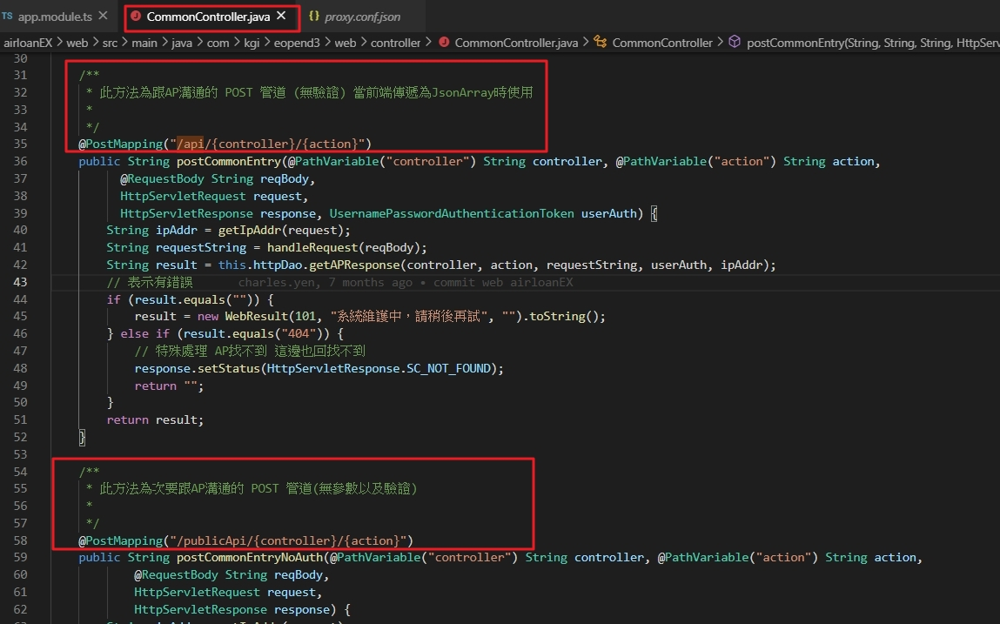 TS app.module.ts ✕ J CommonController.java ✕ {} proxy.conf.json
airloanEX > web > src > main > java > com > kgi > eopend3 > web > controller > J CommonController.java > CommonController > postCommonEntry(String, String, String, HttpServ
30
31 /**
32 * 此方法為跟AP溝通的 POST 管道 (無驗證) 當前端傳遞為JsonArray時使用
33 *
34 */
35 @PostMapping("/api/{controller}/{action}")
36 public String postCommonEntry(@PathVariable("controller") String controller, @PathVariable("action") String action,
37 @RequestBody String reqBody,
38 HttpServletRequest request,
39 HttpServletResponse response, UsernamePasswordAuthenticationToken userAuth) {
40 String ipAddr = getIpAddr(request);
41 String requestString = handleRequest(reqBody);
42 String result = this.httpDao.getAPResponse(controller, action, requestString, userAuth, ipAddr);
43 // 表示有錯誤 charles.yen, 7 months ago • commit web airloanEX
44 if (result.equals("")) {
45 result = new WebResult(101, "系統維護中，請稍後再試", "").toString();
46 } else if (result.equals("404")) {
47 // 特殊處理 AP找不到 這邊也回找不到
48 response.setStatus(HttpServletResponse.SC_NOT_FOUND);
49 return "";
50 }
51 return result;
52 }
53
54 /**
55 * 此方法為次要跟AP溝通的 POST 管道(無參數以及驗證)
56 *
57 */
58 @PostMapping("/publicApi/{controller}/{action}")
59 public String postCommonEntryNoAuth(@PathVariable("controller") String controller, @PathVariable("action") String action,
60 @RequestBody String reqBody,
61 HttpServletRequest request,
62 HttpServletResponse response) {